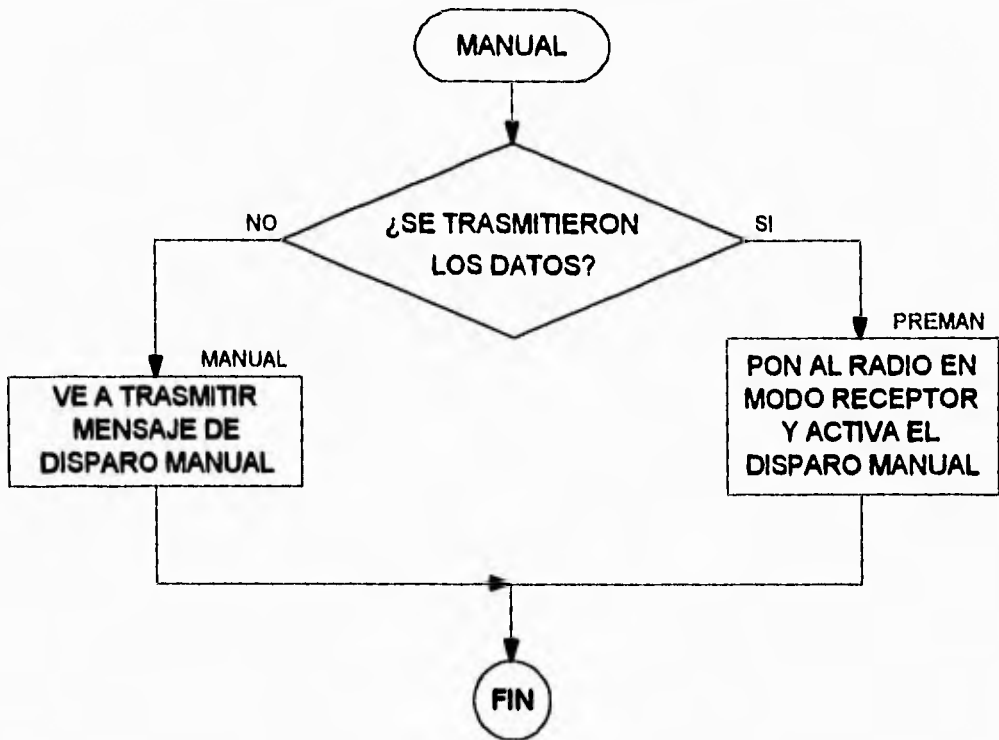 MANUAL
¿SE TRASMITIERON
LOS DATOS?
NO
SI
MANUAL
VE A TRASMITIR
MENSAJE DE
DISPARO MANUAL
PREMAN
PON AL RADIO EN
MODO RECEPTOR
Y ACTIVA EL
DISPARO MANUAL
FIN